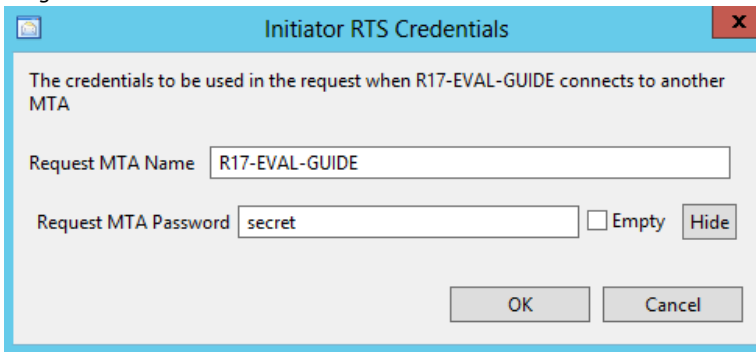 Initiator RTS Credentials
x
The credentials to be used in the request when R17-EVAL-GUIDE connects to another
MTA
Request MTA Name R17-EVAL-GUIDE
Request MTA Password secret Empty Hide
OK Cancel